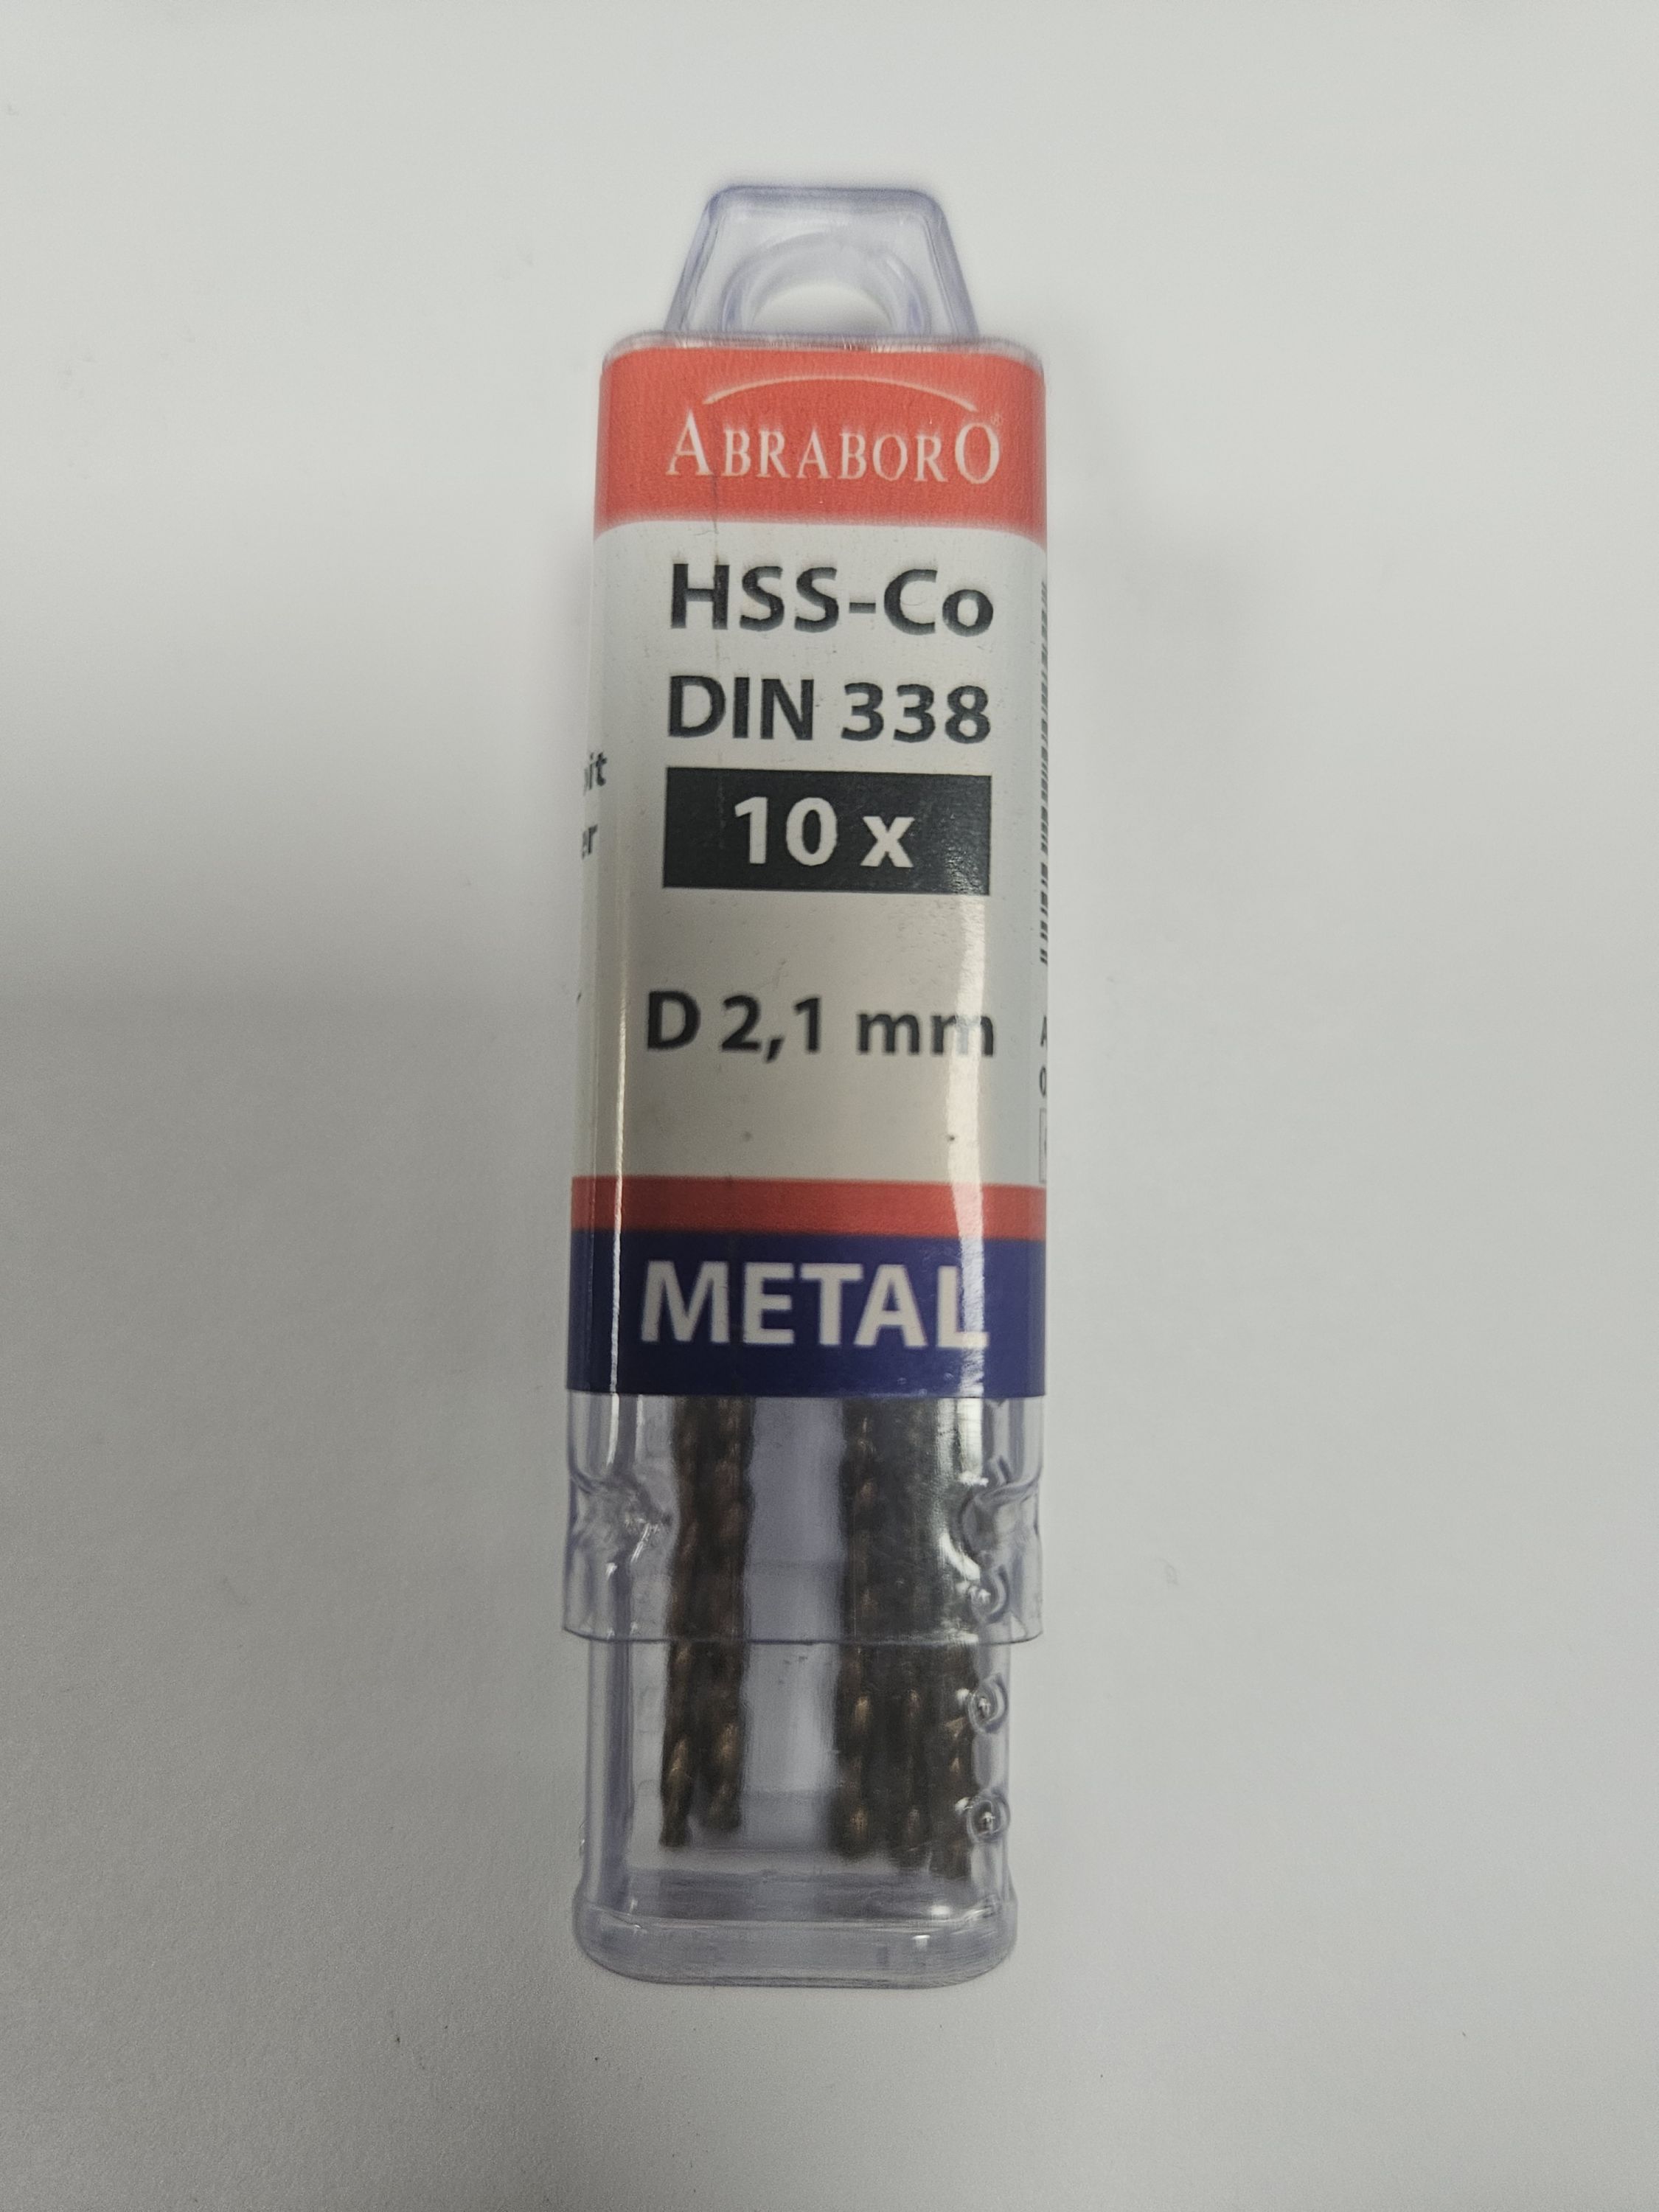 ABRABORO®
HSS-Co
DIN 338
10 x
D 2,1 mm
METAL